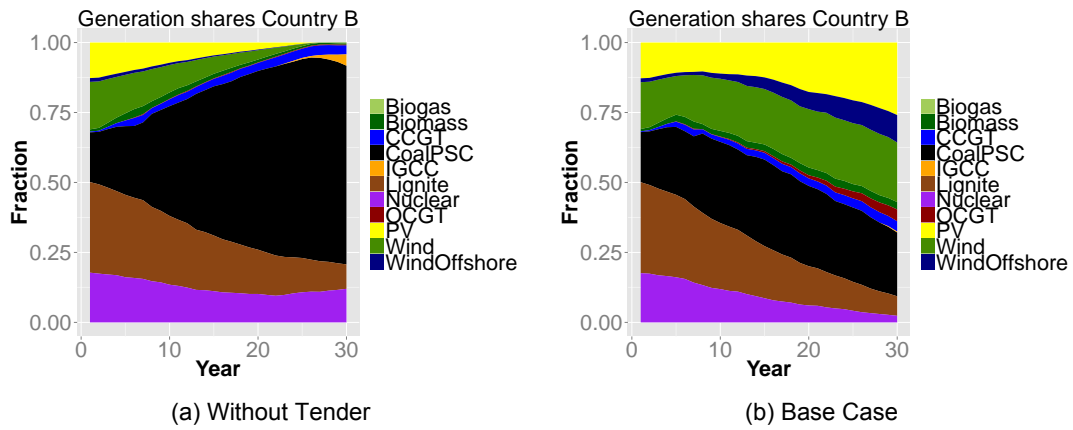 Generation shares Country B
1.00
0.75
0.50
0.25
0.00
Fraction
0
10
20
30
Year
Biogas
Biomass
CCGT
CoalPSC
IGCC
Lignite
Nuclear
OCGT
PV
Wind
WindOffshore
(a) Without Tender
Generation shares Country B
1.00
0.75
0.50
0.25
0.00
Fraction
0
10
20
30
Year
Biogas
Biomass
CCGT
CoalPSC
IGCC
Lignite
Nuclear
OCGT
PV
Wind
WindOffshore
(b) Base Case